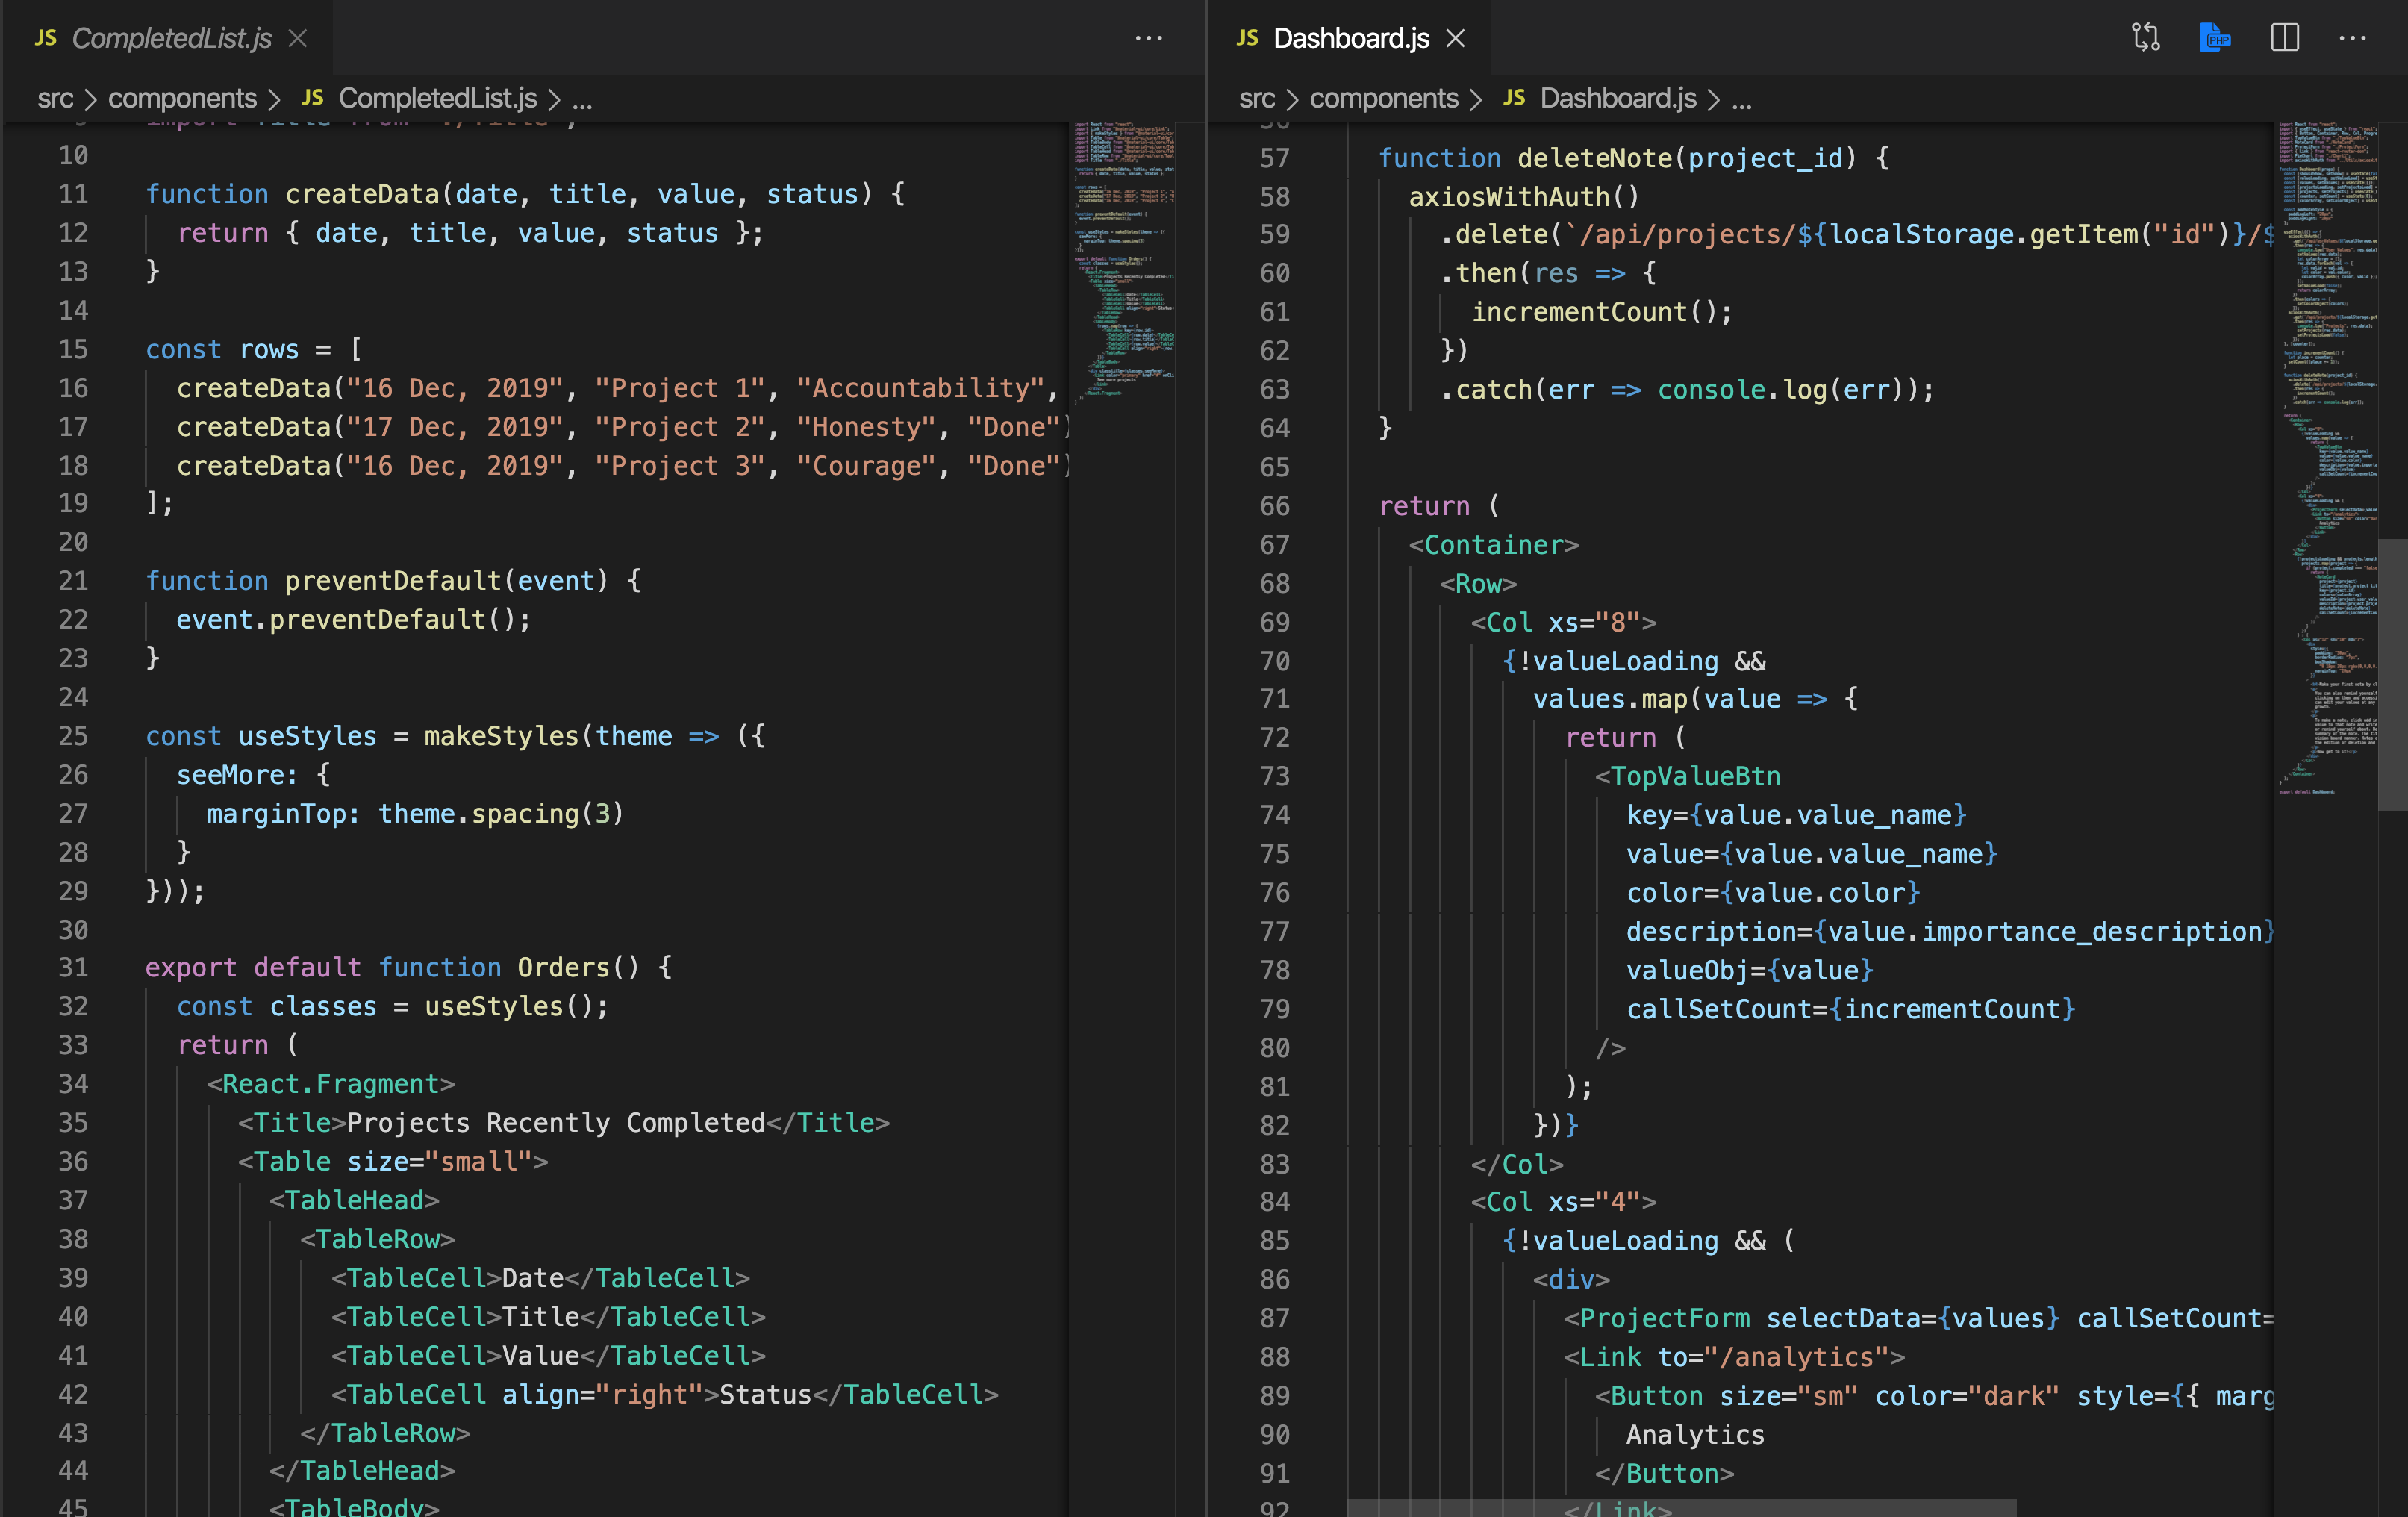 JS CompletedList.js
src > components > JS CompletedList.js > ...
10
11 function createData(date, title, value, status) {
12 return { date, title, value, status };
13 }
14
15 const rows = [
16 createData("16 Dec, 2019", "Project 1", "Accountability",
17 createData("17 Dec, 2019", "Project 2", "Honesty", "Done")
18 createData("16 Dec, 2019", "Project 3", "Courage", "Done")
19 ];
20
21 function preventDefault(event) {
22 event.preventDefault();
23 }
24
25 const useStyles = makeStyles(theme => ({
26 seeMore: {
27 marginTop: theme.spacing(3)
28 }
29 }));
30
31 export default function Orders() {
32 const classes = useStyles();
33 return (
34 <React.Fragment>
35 <Title>Projects Recently Completed</Title>
36 <Table size="small">
37 <TableHead>
38 <TableRow>
39 <TableCell>Date</TableCell>
40 <TableCell>Title</TableCell>
41 <TableCell>Value</TableCell>
42 <TableCell align="right">Status</TableCell>
43 </TableRow>
44 </TableHead>
45 <TableBody>
JS Dashboard.js
PHP
src > components > JS Dashboard.js > ...
57 function deleteNote(project_id) {
58 axiosWithAuth()
59 .delete(`/api/projects/${localStorage.getItem("id")}/$
60 .then(res => {
61 incrementCount();
62 })
63 .catch(err => console.log(err));
64 }
65
66 return (
67 <Container>
68 <Row>
69 <Col xs="8">
70 {!valueLoading &&
71 values.map(value => {
72 return (
73 <TopValueBtn
74 key={value.value_name}
75 value={value.value_name}
76 color={value.color}
77 description={value.importance_description}
78 valueObj={value}
79 callSetCount={incrementCount}
80 />
81 );
82 })}
83 </Col>
84 <Col xs="4">
85 {!valueLoading && (
86 <div>
87 <ProjectForm selectData={values} callSetCount=
88 <Link to="/analytics">
89 <Button size="sm" color="dark" style={{ marg
90 Analytics
91 </Button>
92 </Link>